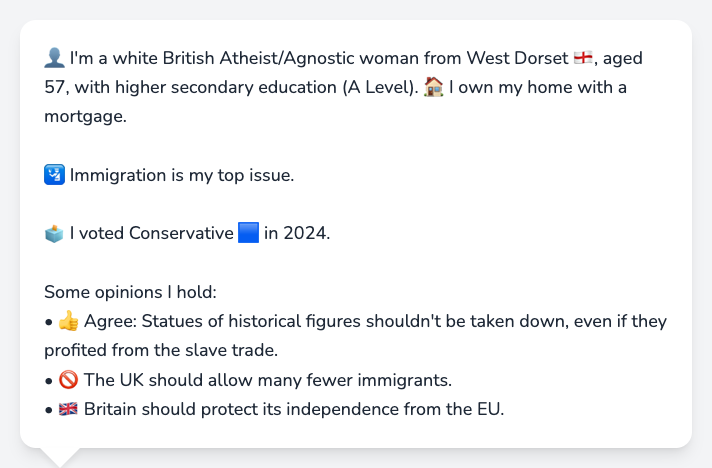 👤 I'm a white British Atheist/Agnostic woman from West Dorset 🏴󠁧󠁢󠁥󠁮󠁧󠁿, aged
57, with higher secondary education (A Level). 🏠 I own my home with a
mortgage.
🛂 Immigration is my top issue.
🗳️ I voted Conservative 🟦 in 2024.
Some opinions I hold:
• 👍 Agree: Statues of historical figures shouldn't be taken down, even if they
profited from the slave trade.
• 🚫 The UK should allow many fewer immigrants.
• 🇬🇧 Britain should protect its independence from the EU.